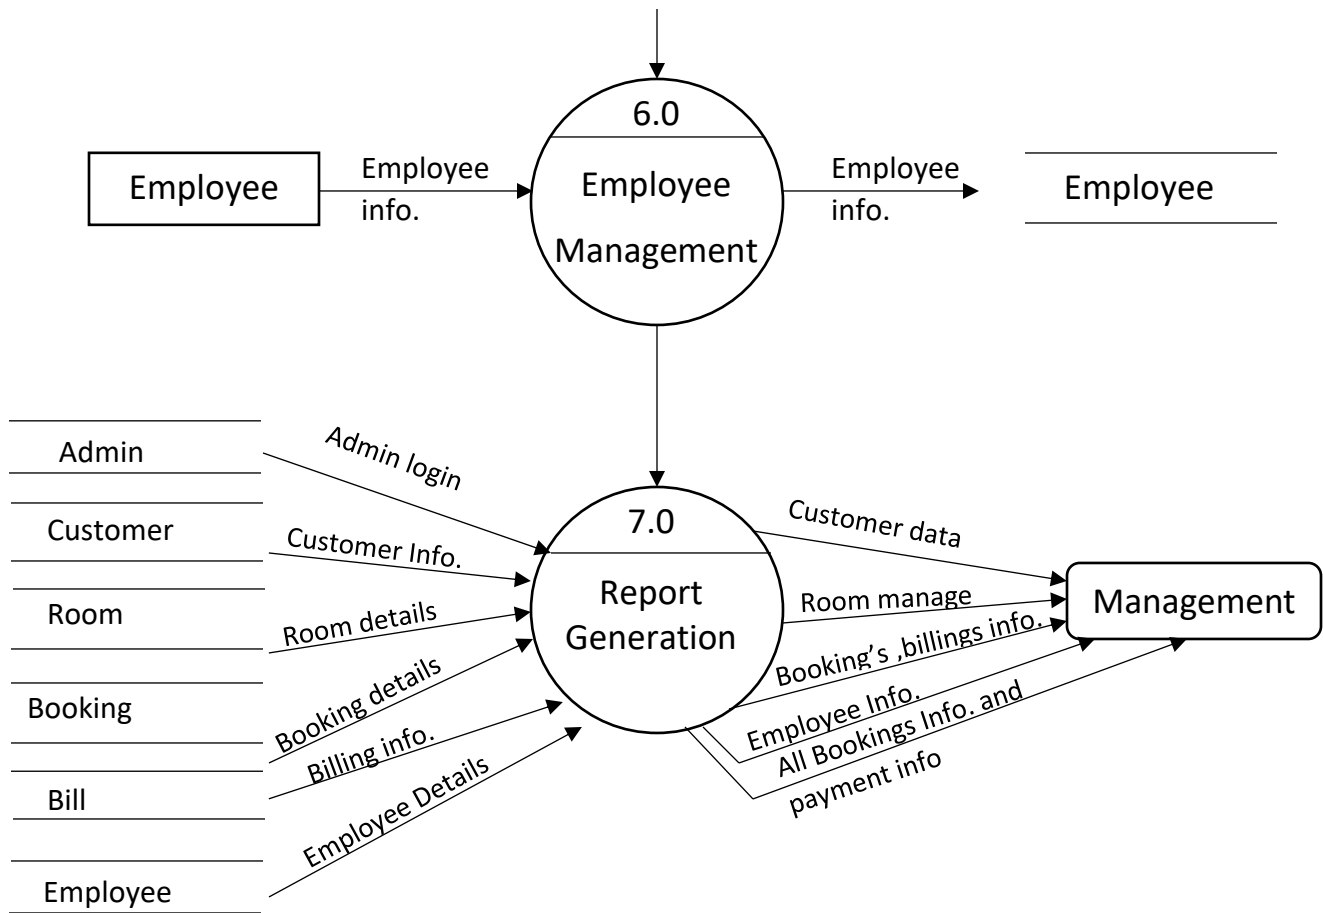 6.0
Employee
Employee
info.
Employee
Management
Employee
info.
Employee
Admin
Admin login
Customer
Customer Info.
Room
Room details
Booking
Booking details
Bill
Billing info.
Employee
Employee Details
7.0
Report
Generation
Customer data
Room manage
Booking’s ,billings info.
Employee Info.
All Bookings Info. and
payment info
Management